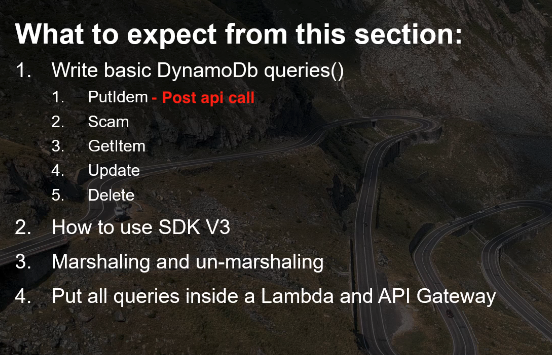 What to expect from this section:
1. Write basic DynamoDb queries()
1. PutIdem - Post api call
2. Scam
3. GetItem
4. Update
5. Delete
2. How to use SDK V3
3. Marshaling and un-marshaling
4. Put all queries inside a Lambda and API Gateway